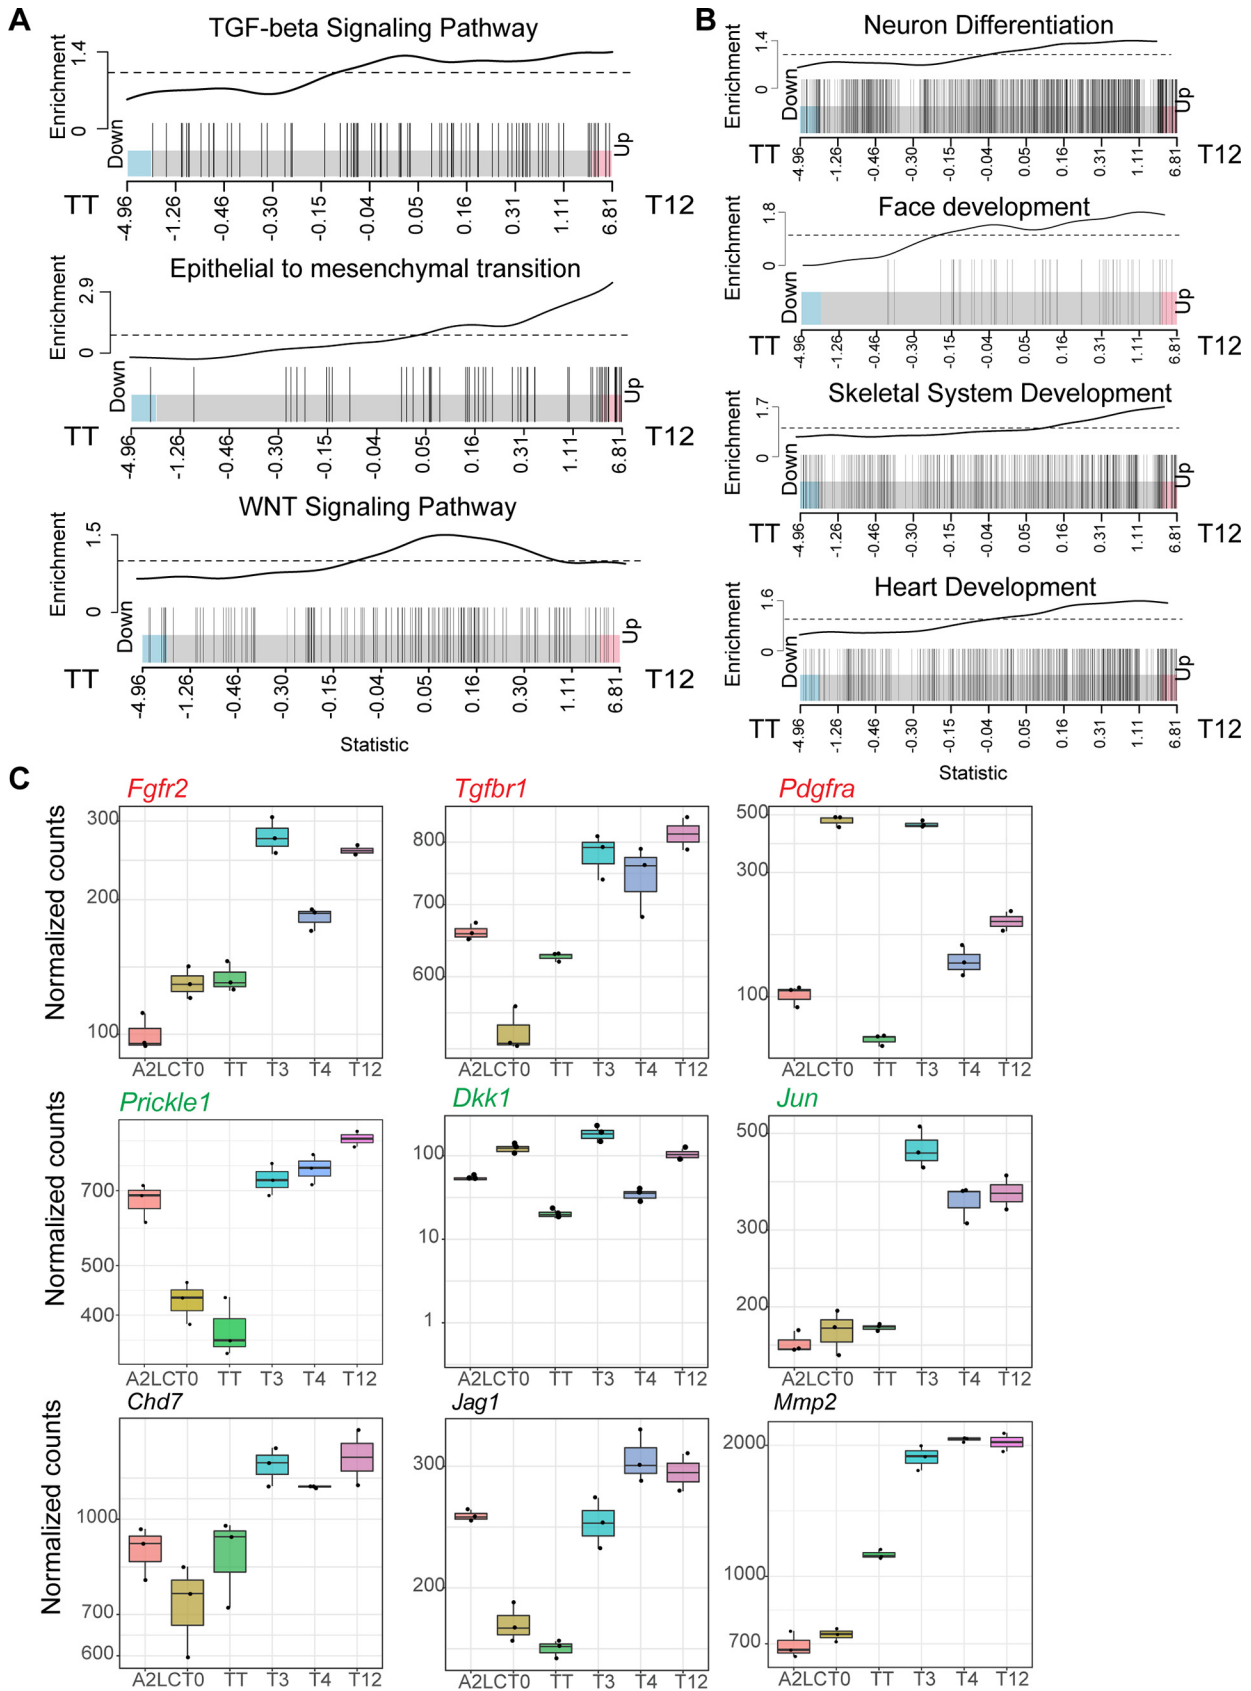 A
TGF-beta Signaling Pathway
Enrichment
1.4
0
Down
Up
TT
T12
-4.96
-1.26
-0.46
-0.30
-0.15
-0.04
0.05
0.16
0.31
1.11
6.81
Epithelial to mesenchymal transition
Enrichment
2.9
0
Down
Up
TT
T12
-4.96
-1.26
-0.46
-0.30
-0.15
-0.04
0.05
0.16
0.31
1.11
6.81
WNT Signaling Pathway
Enrichment
1.5
0
Down
Up
TT
T12
-4.96
-1.26
-0.46
-0.30
-0.15
-0.04
0.05
0.16
0.30
1.11
6.81
Statistic
B
Neuron Differentiation
Enrichment
1.4
0
Down
Up
TT
T12
-4.96
-1.26
-0.46
-0.30
-0.15
-0.04
0.05
0.16
0.31
1.11
6.81
Face development
Enrichment
1.8
0
Down
Up
TT
T12
-4.96
-1.26
-0.46
-0.30
-0.15
-0.04
0.05
0.16
0.31
1.11
6.81
Skeletal System Development
Enrichment
1.7
0
Down
Up
TT
T12
-4.96
-1.26
-0.46
-0.30
-0.15
-0.04
0.05
0.16
0.31
1.11
6.81
Heart Development
Enrichment
1.6
0
Down
Up
TT
T12
-4.96
-1.26
-0.46
-0.30
-0.15
-0.04
0.05
0.16
0.31
1.11
6.81
Statistic
C
Fgfr2
Normalized counts
300
200
100
A2LCT0 TT T3 T4 T12
Tgfbr1
800
700
600
A2LCT0 TT T3 T4 T12
Pdgfra
500
300
100
A2LCT0 TT T3 T4 T12
Prickle1
Normalized counts
700
500
400
A2LCT0 TT T3 T4 T12
Dkk1
100
10
1
A2LCT0 TT T3 T4 T12
Jun
500
300
200
A2LCT0 TT T3 T4 T12
Chd7
Normalized counts
1000
700
600
A2LCT0 TT T3 T4 T12
Jag1
300
200
A2LCT0 TT T3 T4 T12
Mmp2
2000
1000
700
A2LCT0 TT T3 T4 T12